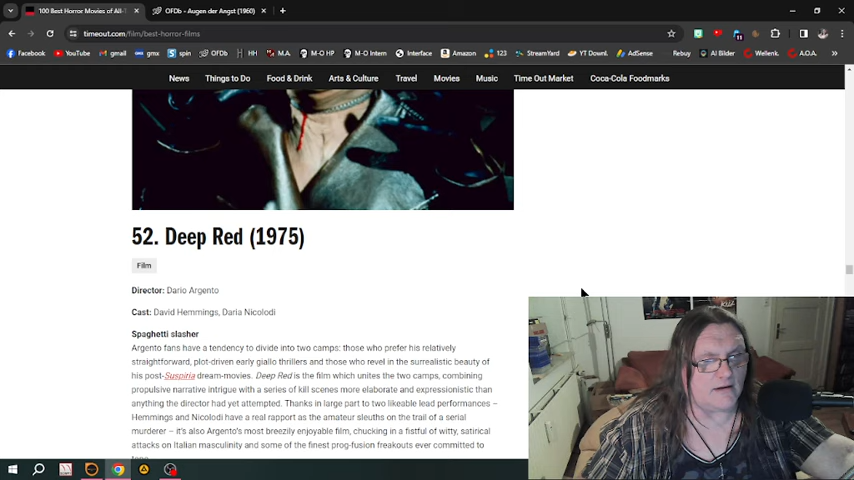 100 Best Horror Movies of All-T
OFDb - Augen der Angst (1960)
timeout.com/film/best-horror-films
Facebook YouTube gmail gmx spin OFDb HH M.A. M-O HP M-O Intern Interface Amazon 123 StreamYard YT Downl. AdSense Rebuy AI Bilder Wellenk. A.O.A.
News Things to Do Food & Drink Arts & Culture Travel Movies Music Time Out Market Coca-Cola Foodmarks
52. Deep Red (1975)
Film
Director: Dario Argento
Cast: David Hemmings, Daria Nicolodi
Spaghetti slasher
Argento fans have a tendency to divide into two camps: those who prefer his relatively
straightforward, plot-driven early giallo thrillers and those who revel in the surrealistic beauty of
his post-Suspiria dream-movies. Deep Red is the film which unites the two camps, combining
propulsive narrative intrigue with a series of kill scenes more elaborate and expressionistic than
anything the director had yet attempted. Thanks in large part to two likeable lead performances –
Hemmings and Nicolodi have a real rapport as the amateur sleuths on the trail of a serial
murderer – it's also Argento's most breezily enjoyable film, chucking in a fistful of witty, satirical
attacks on Italian masculinity and some of the finest prog-fusion freakouts ever committed to